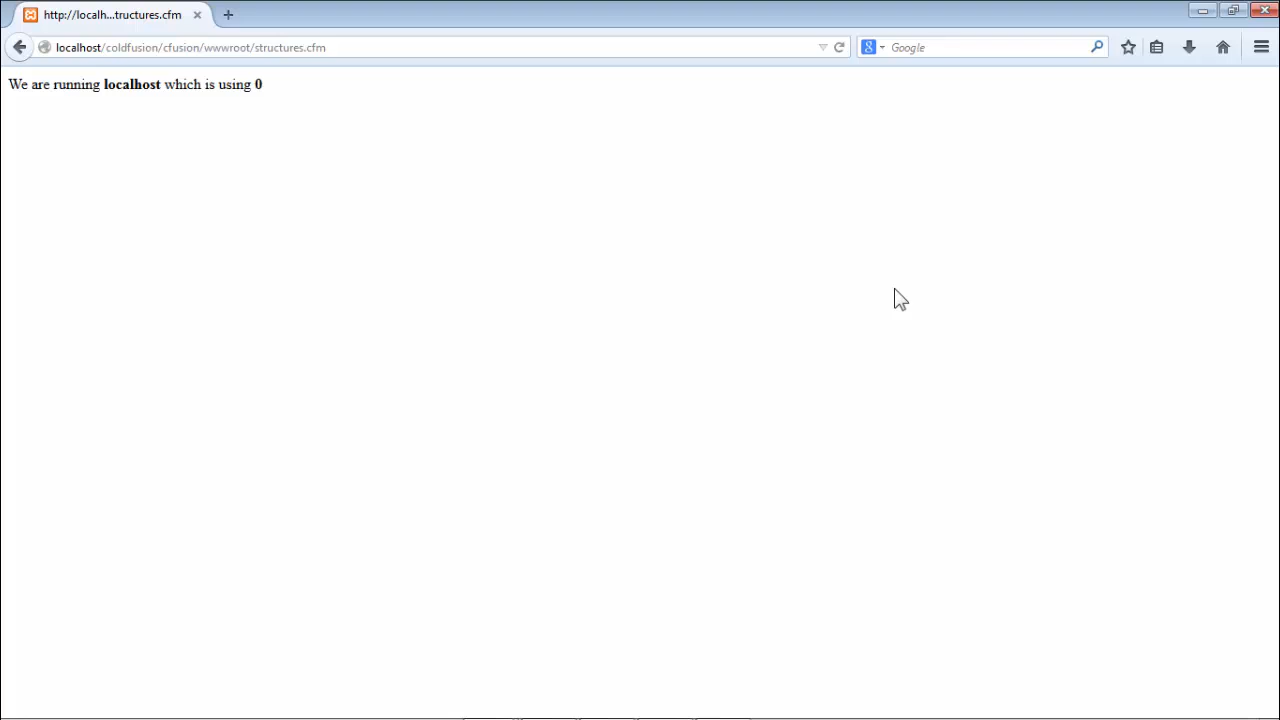 http://localh...tructures.cfm
localhost/coldfusion/cfusion/wwwroot/structures.cfm
Google
We are running localhost which is using 0